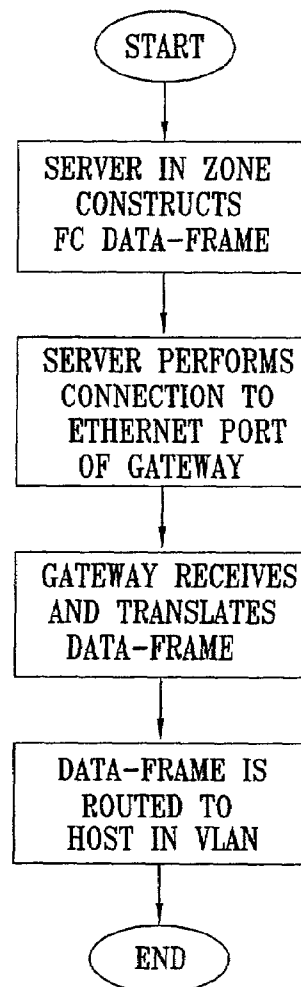 START
SERVER IN ZONE
CONSTRUCTS
FC DATA-FRAME
SERVER PERFORMS
CONNECTION TO
ETHERNET PORT
OF GATEWAY
GATEWAY RECEIVES
AND TRANSLATES
DATA-FRAME
DATA-FRAME IS
ROUTED TO
HOST IN VLAN
END